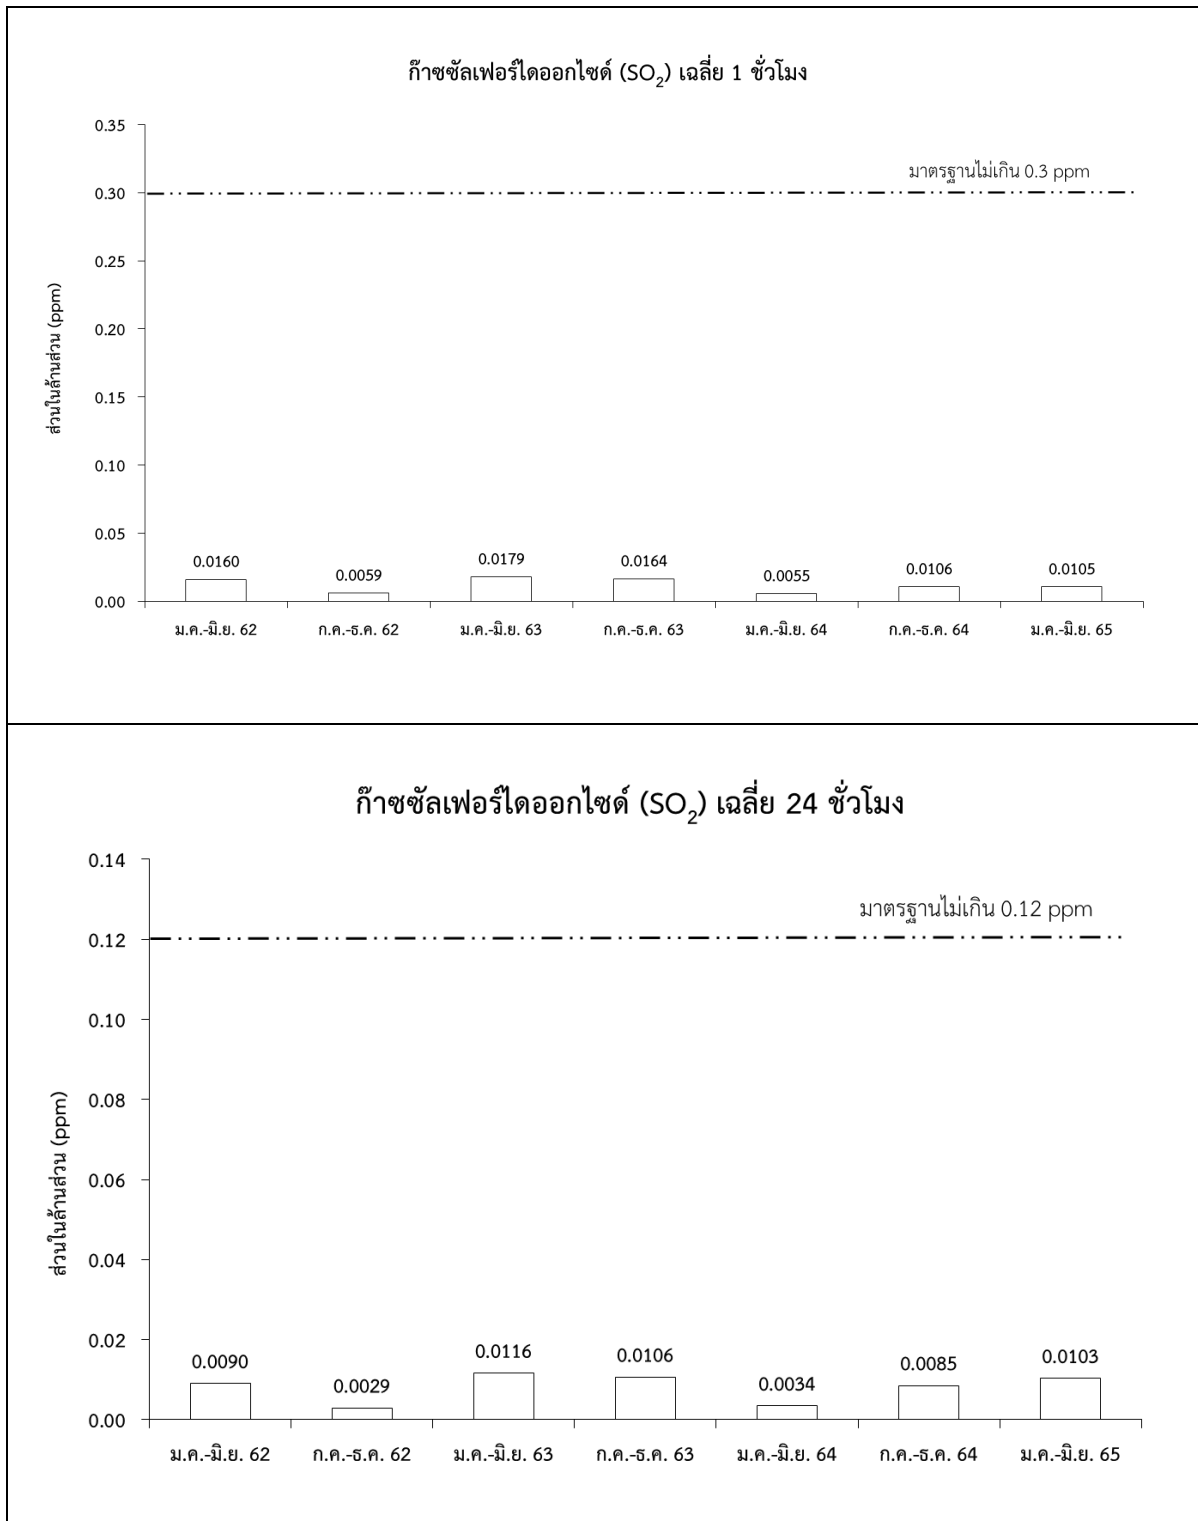 ก๊าซซัลเฟอร์ไดออกไซด์ (SO2) เฉลี่ย 1 ชั่วโมง
0.35
มาตรฐานไม่เกิน 0.3 ppm
0.30
0.25
0.20
ส่วนในล้านส่วน (ppm)
0.15
0.10
0.05
0.0160 0.0059 0.0179 0.0164 0.0055 0.0106 0.0105
0.00
ม.ค.-มิ.ย. 62 ก.ค.-ธ.ค. 62 ม.ค.-มิ.ย. 63 ก.ค.-ธ.ค. 63 ม.ค.-มิ.ย. 64 ก.ค.-ธ.ค. 64 ม.ค.-มิ.ย. 65
ก๊าซซัลเฟอร์ไดออกไซด์ (SO2) เฉลี่ย 24 ชั่วโมง
0.14
มาตรฐานไม่เกิน 0.12 ppm
0.12
0.10
0.08
ส่วนในล้านส่วน (ppm)
0.06
0.04
0.02
0.0090 0.0029 0.0116 0.0106 0.0034 0.0085 0.0103
0.00
ม.ค.-มิ.ย. 62 ก.ค.-ธ.ค. 62 ม.ค.-มิ.ย. 63 ก.ค.-ธ.ค. 63 ม.ค.-มิ.ย. 64 ก.ค.-ธ.ค. 64 ม.ค.-มิ.ย. 65